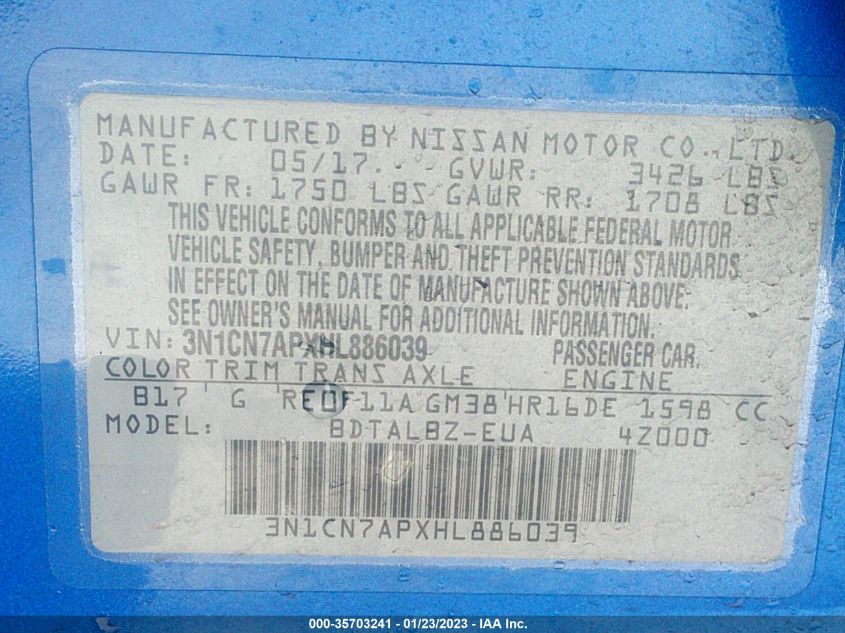 MANUFACTURED BY NISSAN MOTOR CO., LTD.
DATE: 05/17 GVWR: 3426 LBS
GAWR FR: 1750 LBS GAWR RR: 1708 LBS
THIS VEHICLE CONFORMS TO ALL APPLICABLE FEDERAL MOTOR
VEHICLE SAFETY, BUMPER AND THEFT PREVENTION STANDARDS
IN EFFECT ON THE DATE OF MANUFACTURE SHOWN ABOVE.
SEE OWNER'S MANUAL FOR ADDITIONAL INFORMATION.
VIN: 3N1CN7APXHL886039 PASSENGER CAR
COLOR TRIM TRANS AXLE ENGINE
B17 G RE0F11A GM38 HR16DE 1598 CC
MODEL: BDTALBZ-EUA 4Z000
3N1CN7APXHL886039
000-35703241 - 01/23/2023 - IAA Inc.